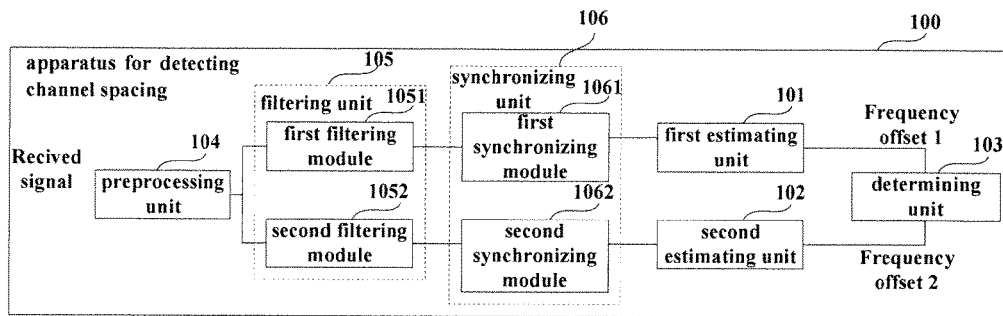 106
100
apparatus for detecting
channel spacing
105
filtering unit
1051
first filtering
module
synchronizing
unit
1061
first
synchronizing
module
101
first estimating
unit
Frequency
offset 1
103
determining
unit
Recived
signal
104
preprocessing
unit
1052
second filtering
module
1062
second
synchronizing
module
102
second
estimating unit
Frequency
offset 2